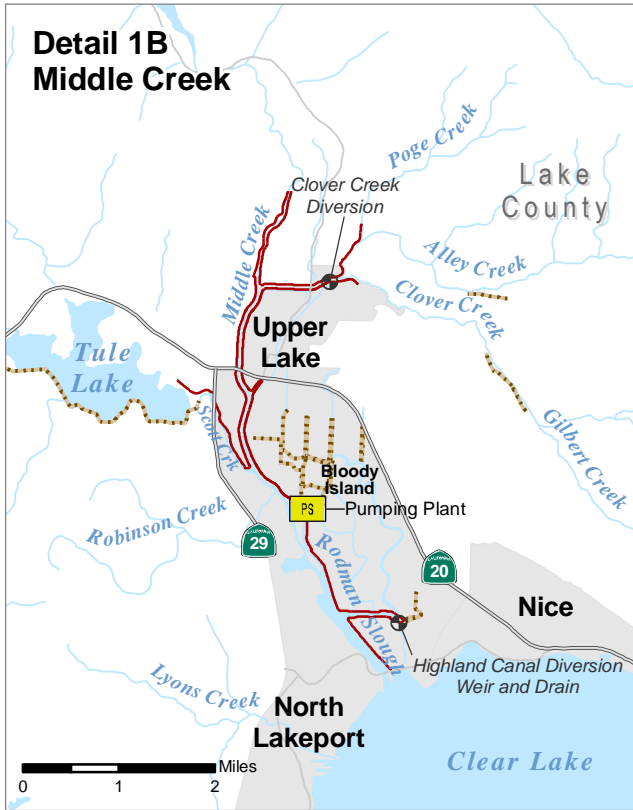 Detail 1B
Middle Creek
Poge Creek
Clover Creek
Diversion
Lake
County
Middle Creek
Alley Creek
Clover Creek
Upper
Lake
Tule
Lake
Scott Crk
Gilbert Creek
Bloody
Island
PS
Pumping Plant
Robinson Creek
29
Rodman Slough
20
Nice
Highland Canal Diversion
Weir and Drain
Lyons Creek
North
Lakeport
Clear Lake
Miles
0 1 2